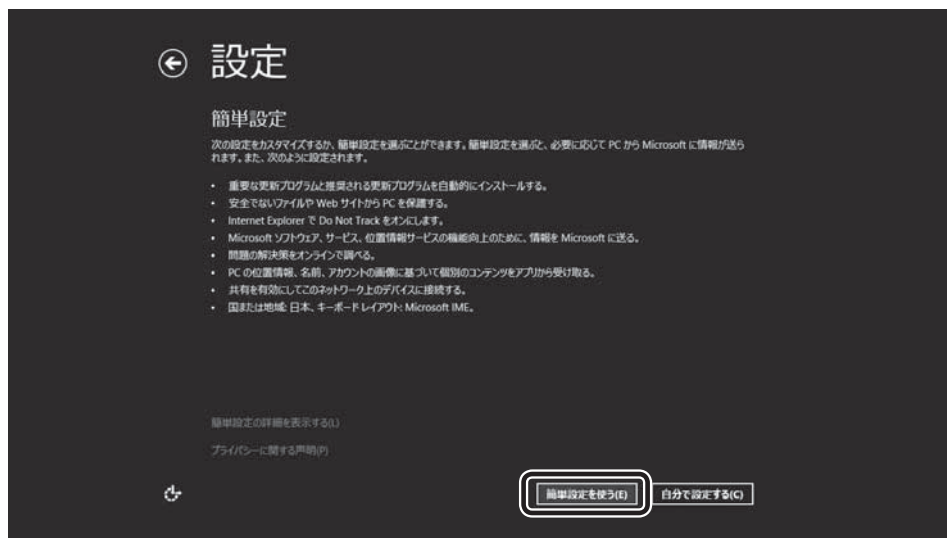 設定
簡単設定
次の設定をカスタマイズするか、簡単設定を選ぶことができます。簡単設定を選ぶと、必要に応じて PC から Microsoft に情報が送ら
れます。また、次のように設定されます。
• 重要な更新プログラムと推奨される更新プログラムを自動的にインストールする。
• 安全でないファイルや Web サイトから PC を保護する。
• Internet Explorer で Do Not Track をオンにします。
• Microsoft ソフトウェア、サービス、位置情報サービスの機能向上のために、情報を Microsoft に送る。
• 問題の解決策をオンラインで調べる。
• PC の位置情報、名前、アカウントの画像に基づいて個別のコンテンツをアプリから受け取る。
• 共有を有効にしてこのネットワーク上のデバイスに接続する。
• 国または地域: 日本、キーボード レイアウト: Microsoft IME。
簡単設定の詳細を表示する(L)
プライバシーに関する声明(P)
簡単設定を使う(E) 自分で設定する(C)